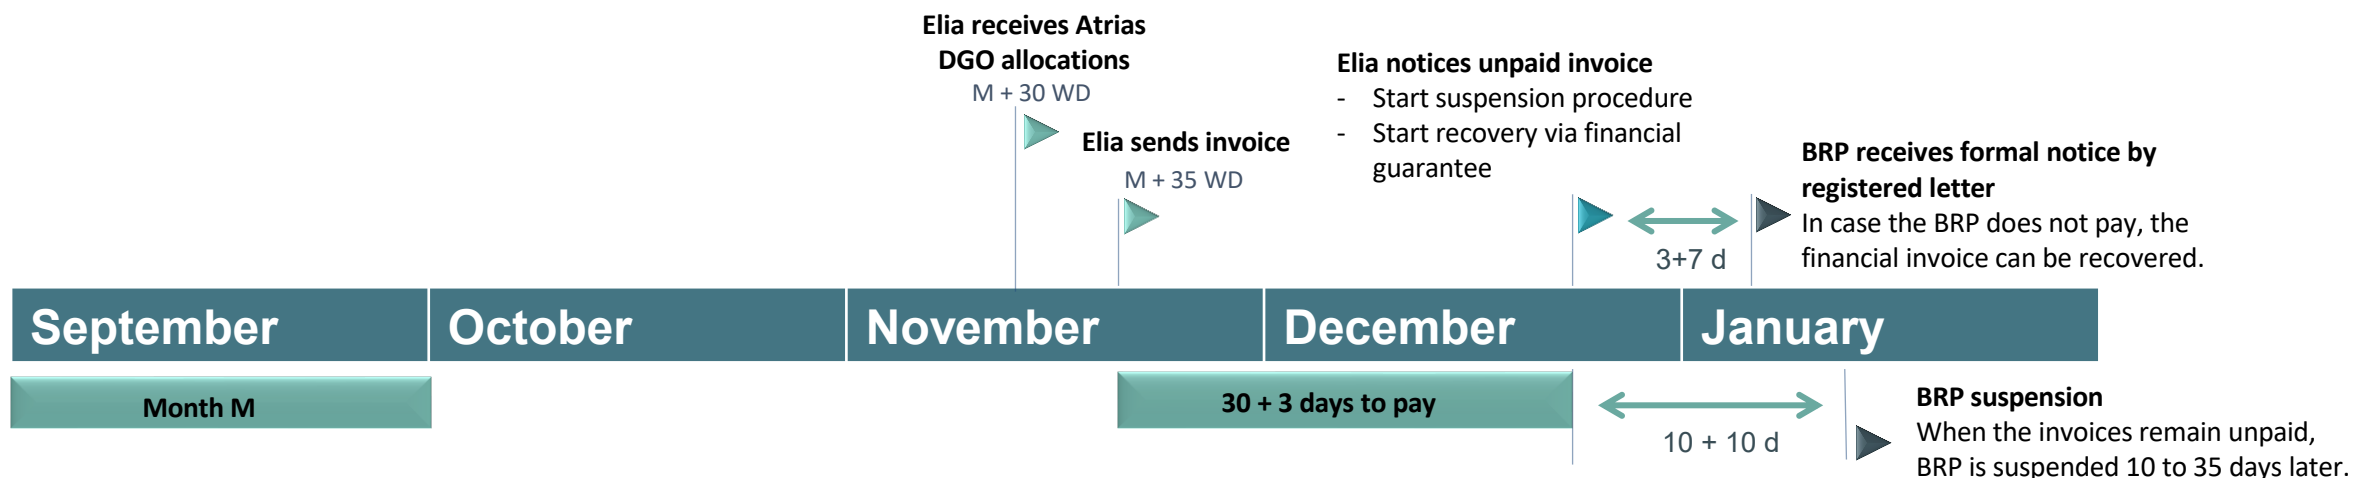 Elia receives Atrias
DGO allocations
M + 30 WD
Elia sends invoice
M + 35 WD
Elia notices unpaid invoice
- Start suspension procedure
- Start recovery via financial
guarantee
3+7 d
BRP receives formal notice by
registered letter
In case the BRP does not pay, the
financial invoice can be recovered.
September
October
November
December
January
Month M
30 + 3 days to pay
10 + 10 d
BRP suspension
When the invoices remain unpaid,
BRP is suspended 10 to 35 days later.